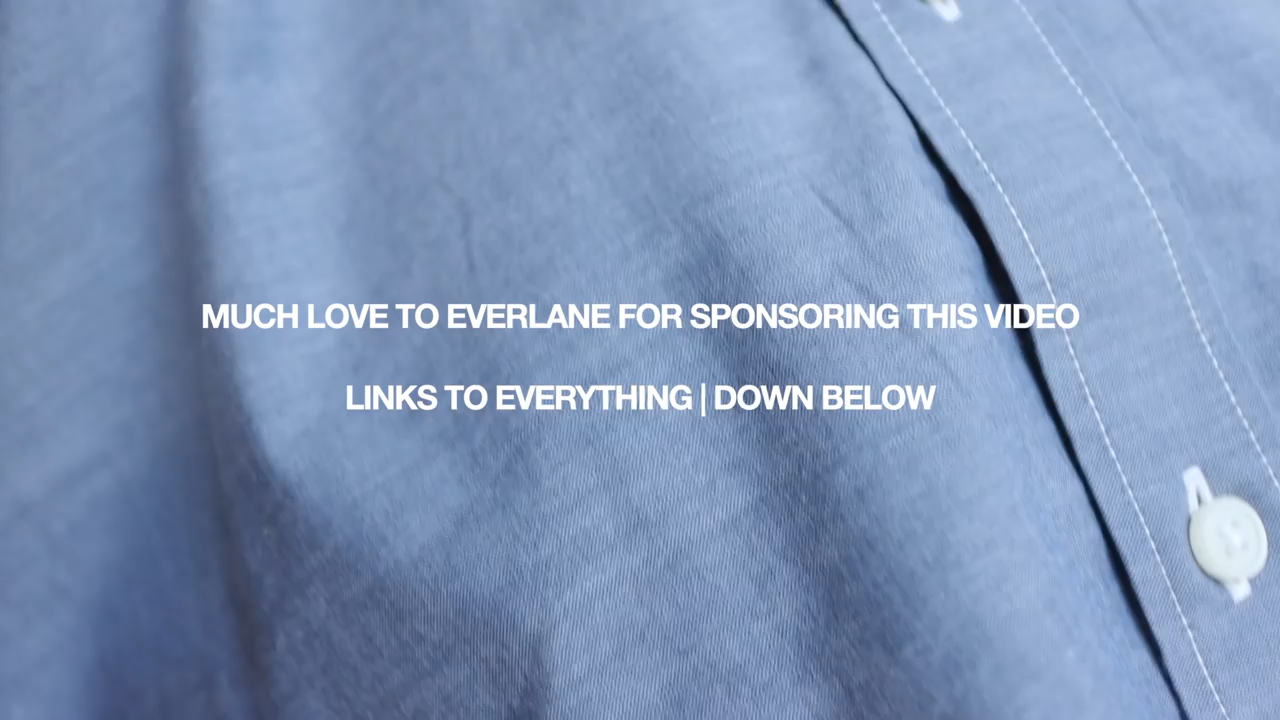 MUCH LOVE TO EVERLANE FOR SPONSORING THIS VIDEO
LINKS TO EVERYTHING | DOWN BELOW